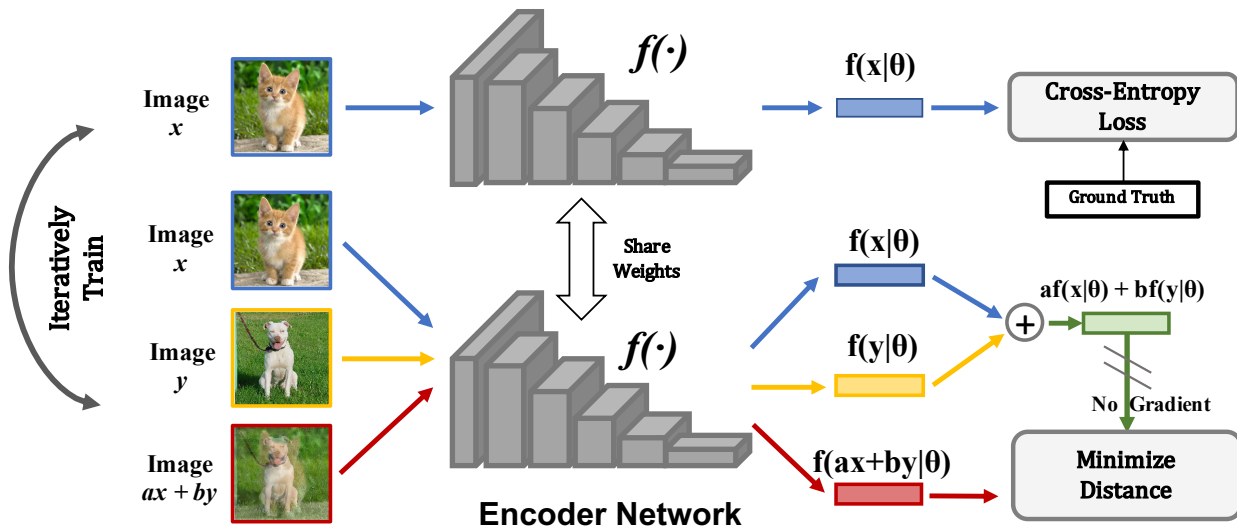 Iteratively
Train
Image
x
f(·)
f(x|θ)
Cross-Entropy
Loss
Ground Truth
Image
x
Share
Weights
f(x|θ)
af(x|θ) + bf(y|θ)
+
Image
y
f(·)
f(y|θ)
No Gradient
Image
ax + by
f(ax+by|θ)
Minimize
Distance
Encoder Network